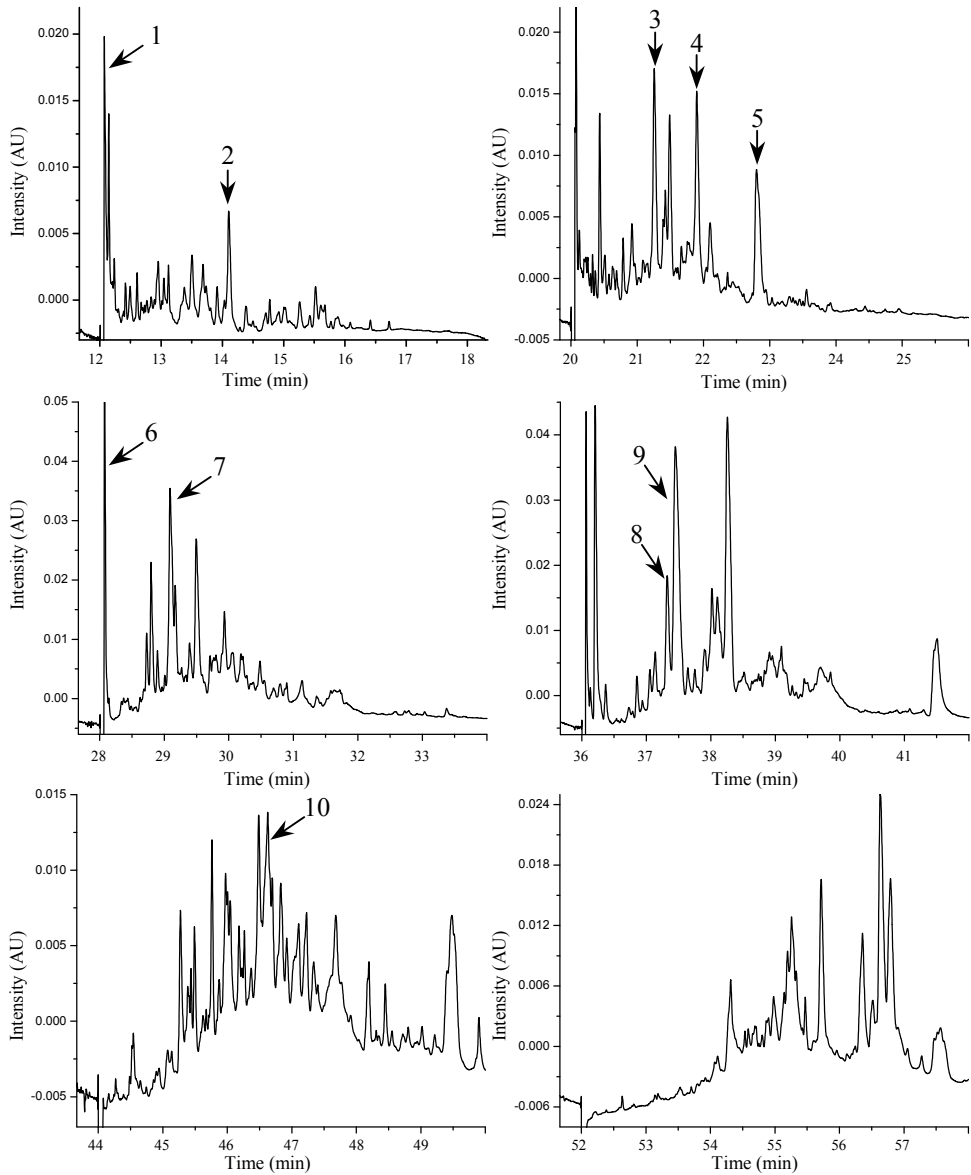 1
2
0.020
0.015
0.010
0.005
0.000
Intensity (AU)
12 13 14 15 16 17 18
Time (min)
3
4
5
0.020
0.015
0.010
0.005
0.000
-0.005
Intensity (AU)
20 21 22 23 24 25
Time (min)
6
7
0.05
0.04
0.03
0.02
0.01
0.00
Intensity (AU)
28 29 30 31 32 33
Time (min)
9
8
0.04
0.03
0.02
0.01
0.00
Intensity (AU)
36 37 38 39 40 41
Time (min)
10
0.015
0.010
0.005
0.000
-0.005
Intensity (AU)
44 45 46 47 48 49
Time (min)
0.024
0.018
0.012
0.006
0.000
-0.006
Intensity (AU)
52 53 54 55 56 57
Time (min)